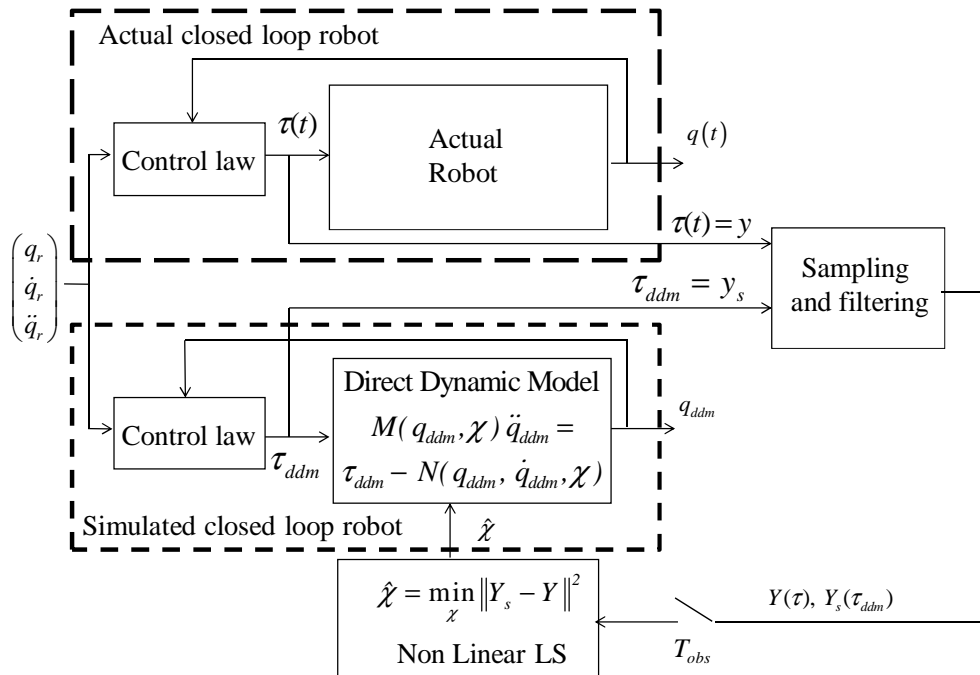 Actual closed loop robot
Control law
τ(t)
Actual
Robot
q(t)
τ(t) = y
q_r
q̇_r
q̈_r
τ_ddm = y_s
Sampling
and filtering
Control law
τ_ddm
Direct Dynamic Model
M( q_ddm, χ) q̈_ddm =
τ_ddm − N( q_ddm, q̇_ddm, χ)
q_ddm
Simulated closed loop robot
χ̂
χ̂ = min_χ ‖Y_s − Y‖²
Non Linear LS
Y(τ), Y_s(τ_ddm)
T_obs